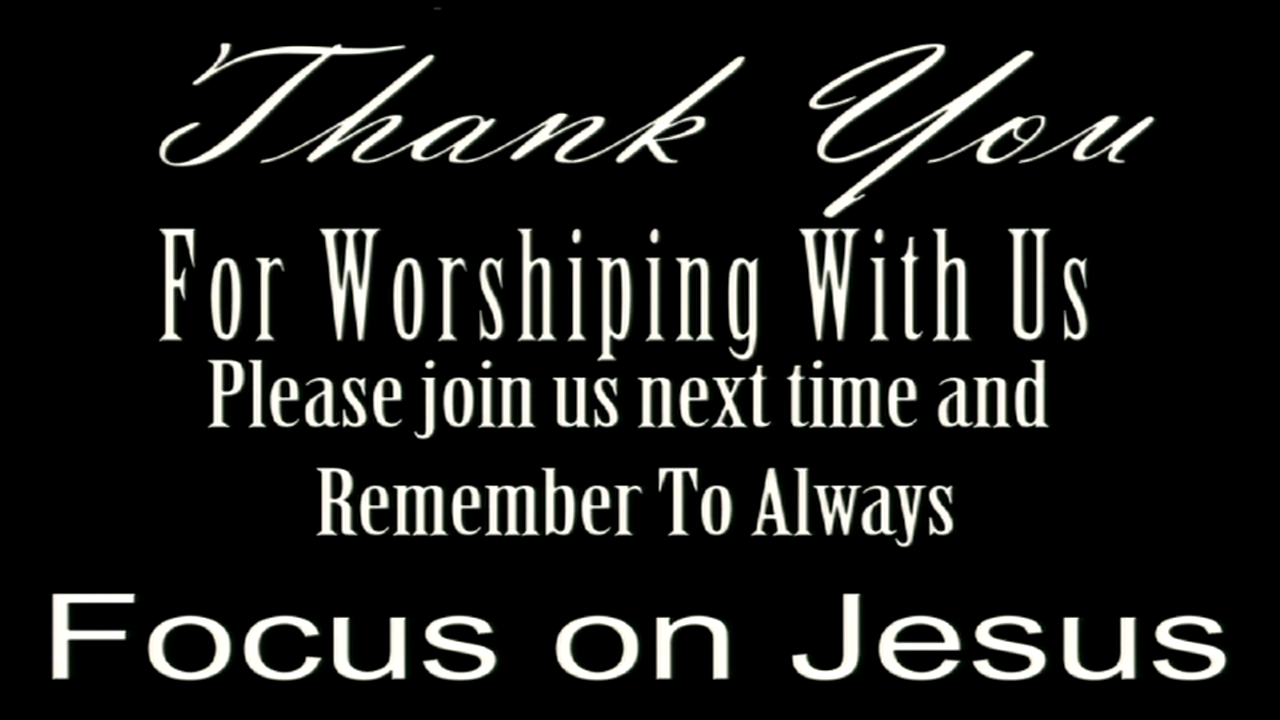 Thank You
For Worshiping With Us
Please join us next time and
Remember To Always
Focus on Jesus